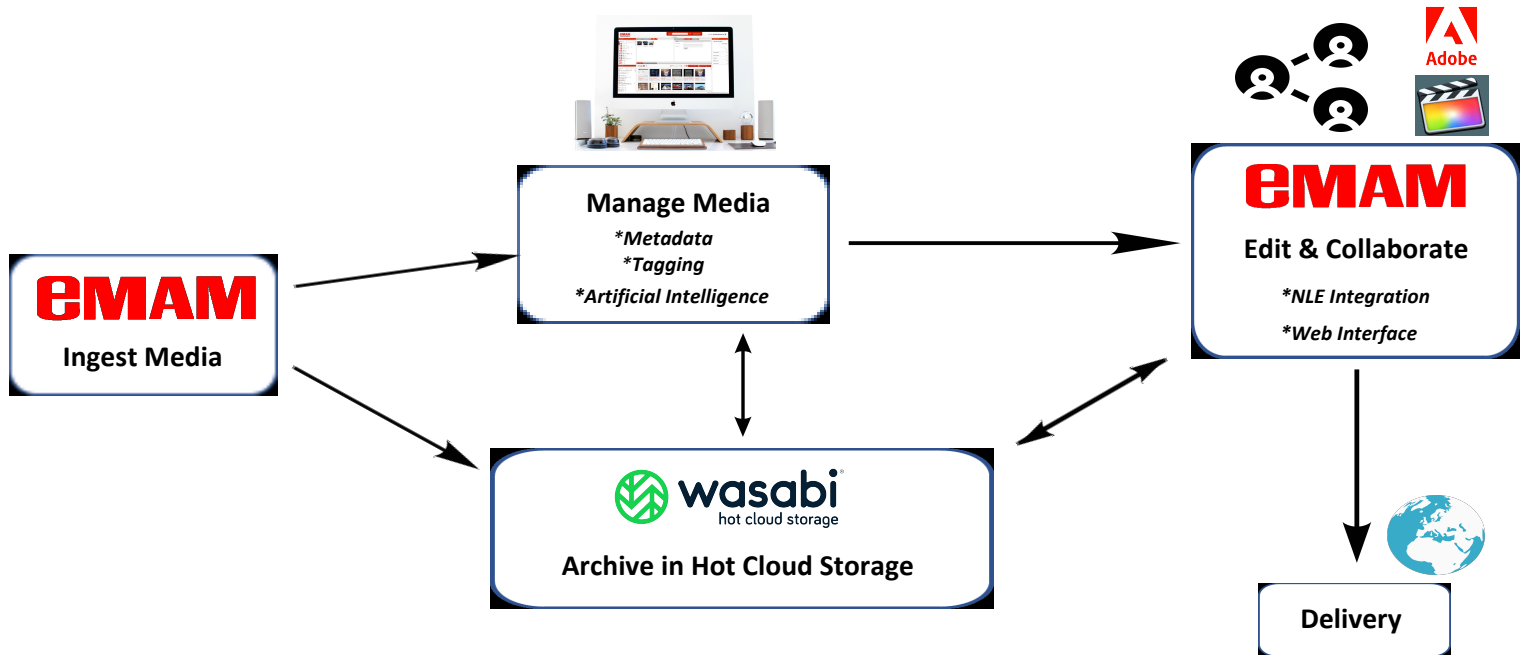 eMAM
Ingest Media
Manage Media
*Metadata
*Tagging
*Artificial Intelligence
wasabi®
hot cloud storage
Archive in Hot Cloud Storage
Adobe
eMAM
Edit & Collaborate
*NLE Integration
*Web Interface
Delivery